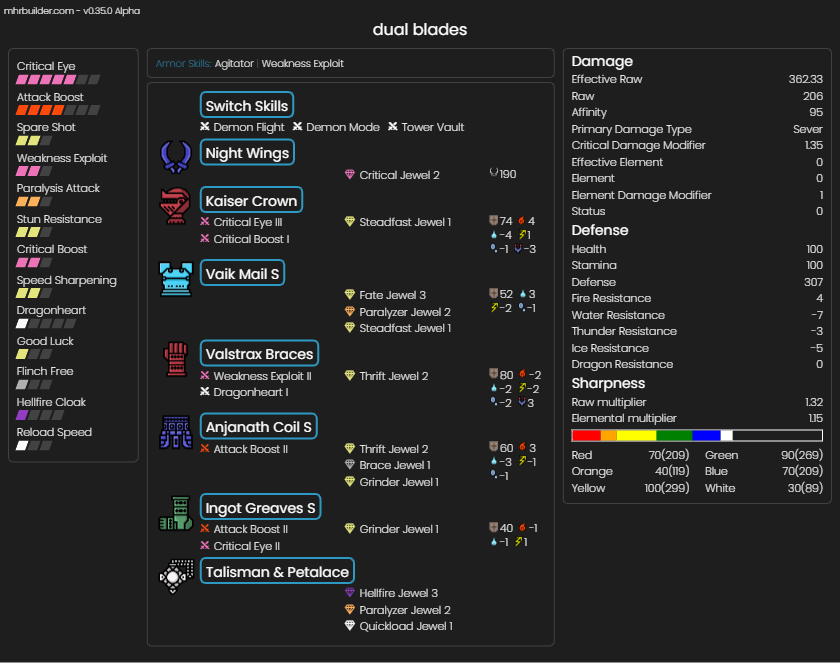 mhrbuilder.com - v0.35.0 Alpha
dual blades
Critical Eye
Attack Boost
Spare Shot
Weakness Exploit
Paralysis Attack
Stun Resistance
Critical Boost
Speed Sharpening
Dragonheart
Good Luck
Flinch Free
Hellfire Cloak
Reload Speed
Armor Skills: Agitator | Weakness Exploit
Switch Skills
Demon Flight Demon Mode Tower Vault
Night Wings
Critical Jewel 2 190
Kaiser Crown
Critical Eye III Steadfast Jewel 1 74 4
Critical Boost I -4 1
-1 -3
Vaik Mail S
Fate Jewel 3 52 3
Paralyzer Jewel 2 -2 -1
Steadfast Jewel 1
Valstrax Braces
Weakness Exploit II Thrift Jewel 2 80 -2
Dragonheart I -2 -2
-2 3
Anjanath Coil S
Attack Boost II Thrift Jewel 2 60 3
Brace Jewel 1 -3 -1
Grinder Jewel 1 -1
Ingot Greaves S
Attack Boost II Grinder Jewel 1 40 -1
Critical Eye II -1 1
Talisman & Petalace
Hellfire Jewel 3
Paralyzer Jewel 2
Quickload Jewel 1
Damage
Effective Raw 362.33
Raw 206
Affinity 95
Primary Damage Type Sever
Critical Damage Modifier 1.35
Effective Element 0
Element 0
Element Damage Modifier 1
Status 0
Defense
Health 100
Stamina 100
Defense 307
Fire Resistance 4
Water Resistance -7
Thunder Resistance -3
Ice Resistance -5
Dragon Resistance 0
Sharpness
Raw multiplier 1.32
Elemental multiplier 1.15
Red 70(209) Green 90(269)
Orange 40(119) Blue 70(209)
Yellow 100(299) White 30(89)